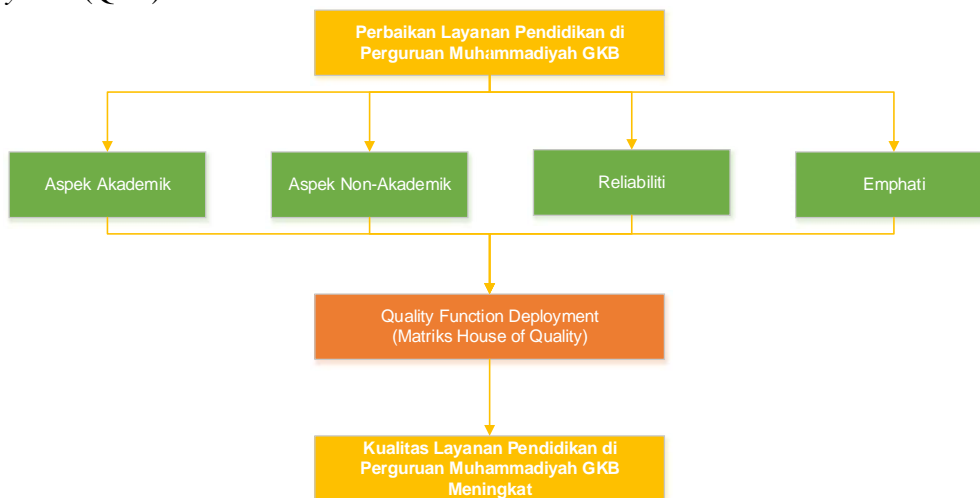 Perbaikan Layanan Pendidikan di
Perguruan Muhammadiyah GKB
Aspek Akademik
Aspek Non-Akademik
Reliabiliti
Emphati
Quality Function Deployment
(Matriks House of Quality)
Kualitas Layanan Pendidikan di
Perguruan Muhammadiyah GKB
Meningkat